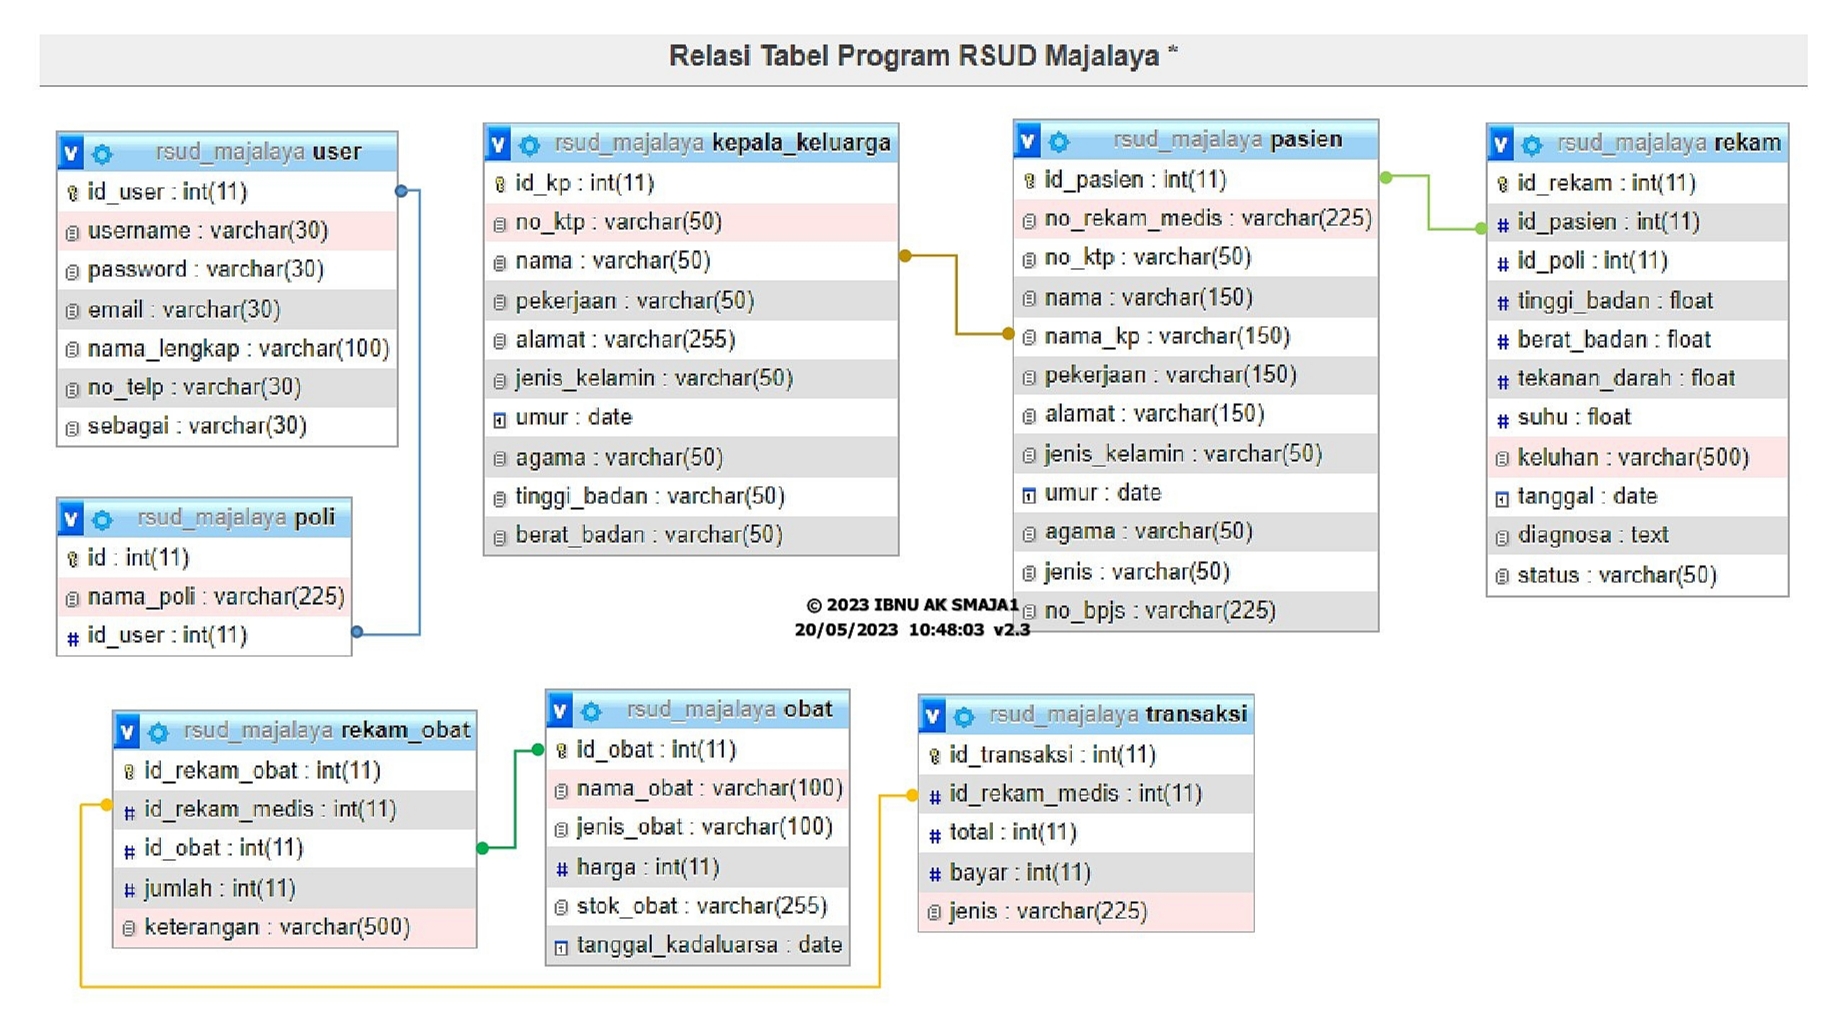 Relasi Tabel Program RSUD Majalaya *
v rsud_majalaya user
id_user : int(11)
username : varchar(30)
password : varchar(30)
email : varchar(30)
nama_lengkap : varchar(100)
no_telp : varchar(30)
sebagai : varchar(30)
v rsud_majalaya poli
id : int(11)
nama_poli : varchar(225)
# id_user : int(11)
v rsud_majalaya kepala_keluarga
id_kp : int(11)
no_ktp : varchar(50)
nama : varchar(50)
pekerjaan : varchar(50)
alamat : varchar(255)
jenis_kelamin : varchar(50)
umur : date
agama : varchar(50)
tinggi_badan : varchar(50)
berat_badan : varchar(50)
v rsud_majalaya pasien
id_pasien : int(11)
no_rekam_medis : varchar(225)
no_ktp : varchar(50)
nama : varchar(150)
nama_kp : varchar(150)
pekerjaan : varchar(150)
alamat : varchar(150)
jenis_kelamin : varchar(50)
umur : date
agama : varchar(50)
jenis : varchar(50)
no_bpjs : varchar(225)
v rsud_majalaya rekam
id_rekam : int(11)
# id_pasien : int(11)
# id_poli : int(11)
# tinggi_badan : float
# berat_badan : float
# tekanan_darah : float
# suhu : float
keluhan : varchar(500)
tanggal : date
diagnosa : text
status : varchar(50)
© 2023 IBNU AK SMAJA1
20/05/2023 10:48:03 v2.3
v rsud_majalaya rekam_obat
id_rekam_obat : int(11)
# id_rekam_medis : int(11)
# id_obat : int(11)
# jumlah : int(11)
keterangan : varchar(500)
v rsud_majalaya obat
id_obat : int(11)
nama_obat : varchar(100)
jenis_obat : varchar(100)
# harga : int(11)
stok_obat : varchar(255)
tanggal_kadaluarsa : date
v rsud_majalaya transaksi
id_transaksi : int(11)
# id_rekam_medis : int(11)
# total : int(11)
# bayar : int(11)
jenis : varchar(225)